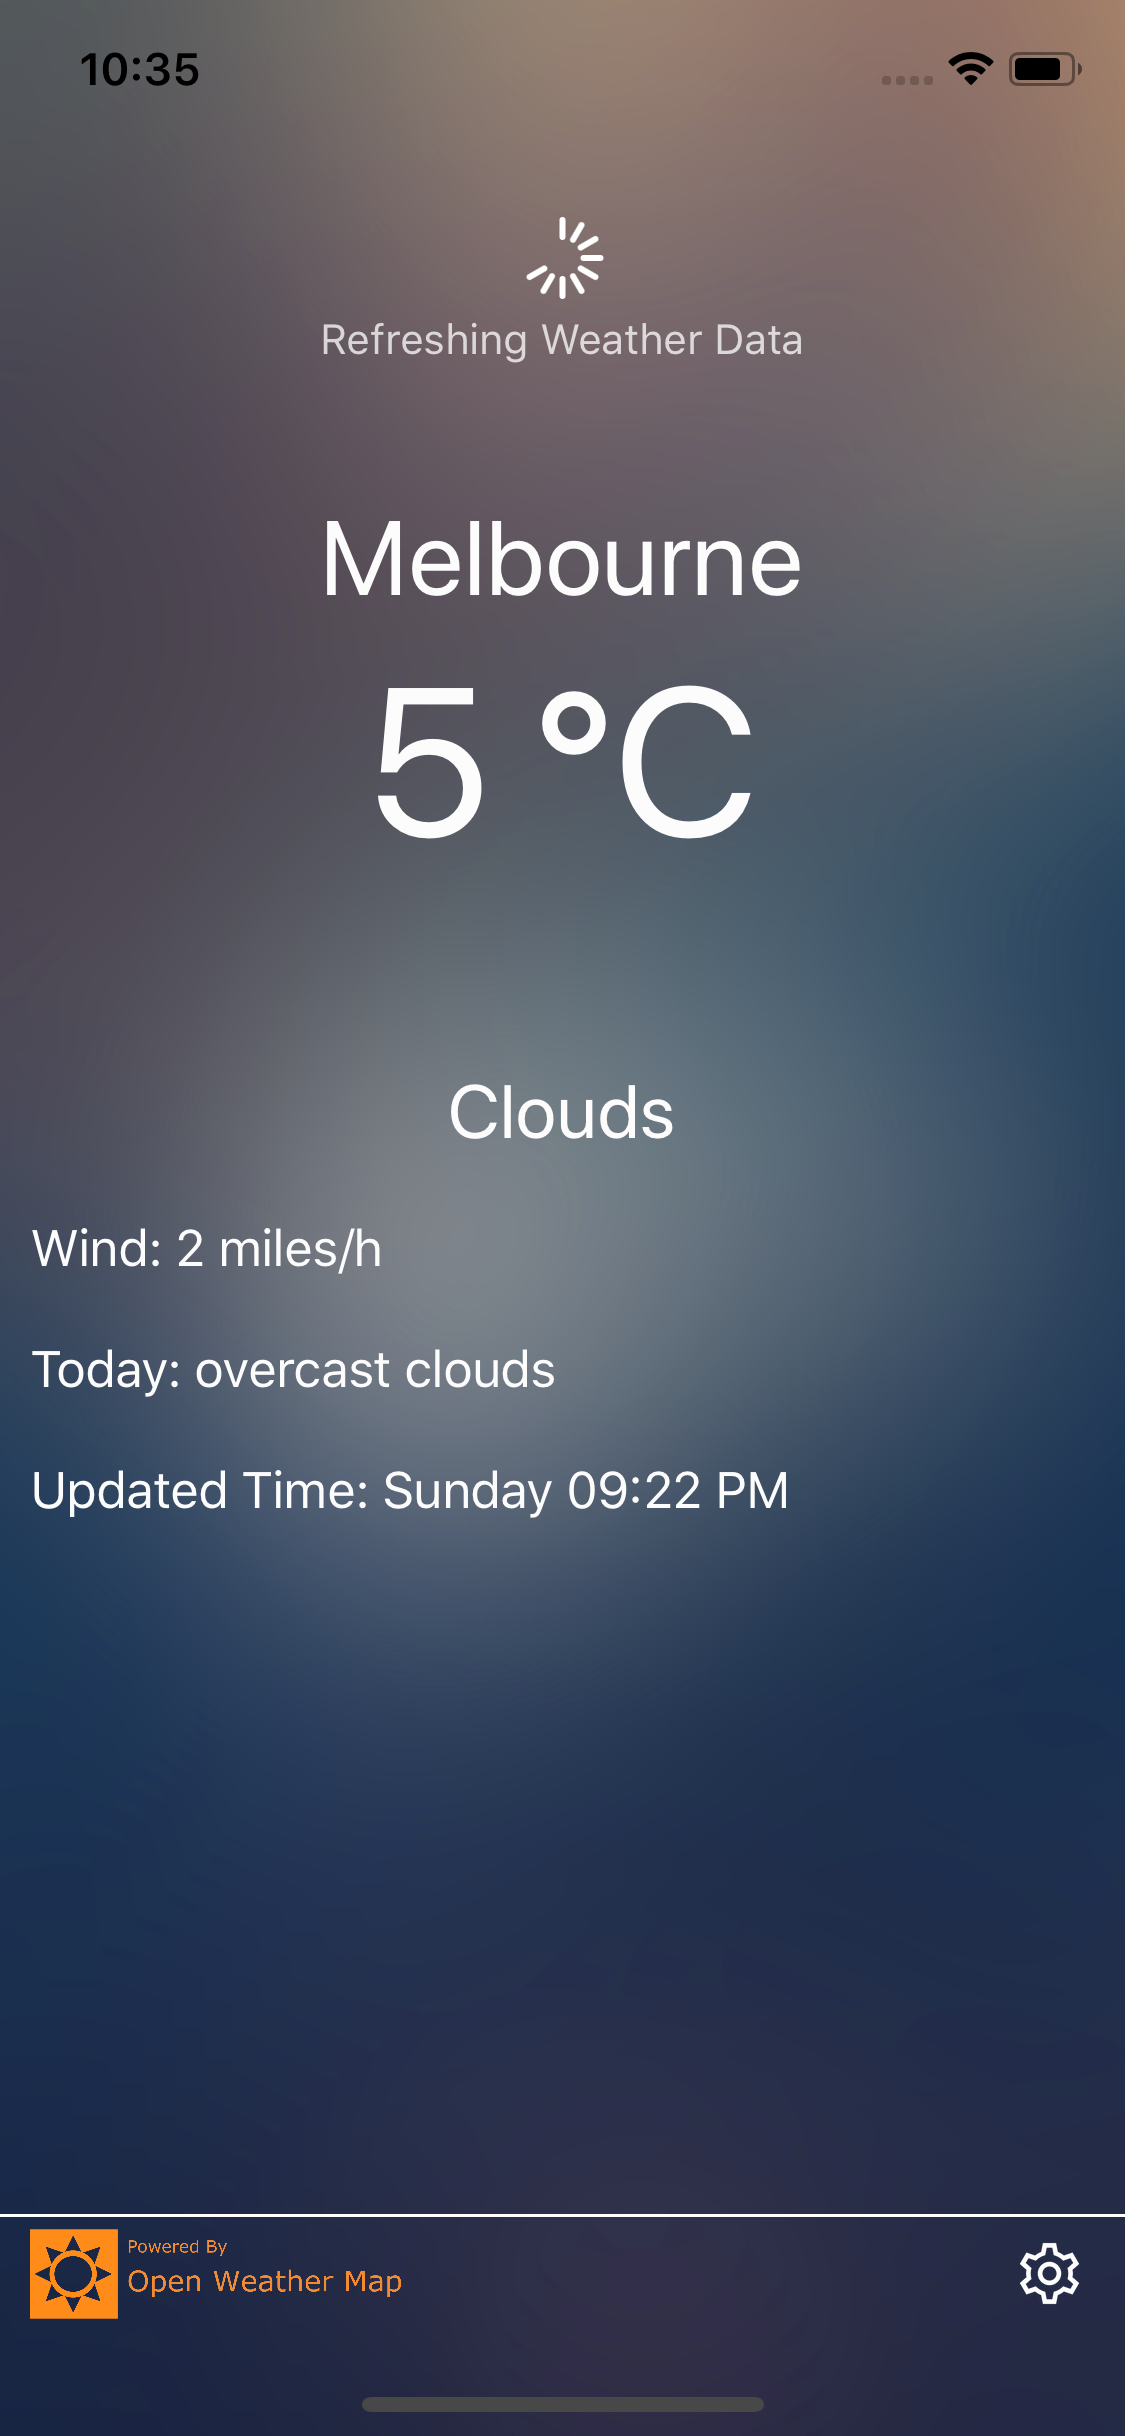 10:35
Refreshing Weather Data
Melbourne
5 °C
Clouds
Wind: 2 miles/h
Today: overcast clouds
Updated Time: Sunday 09:22 PM
Powered By
Open Weather Map